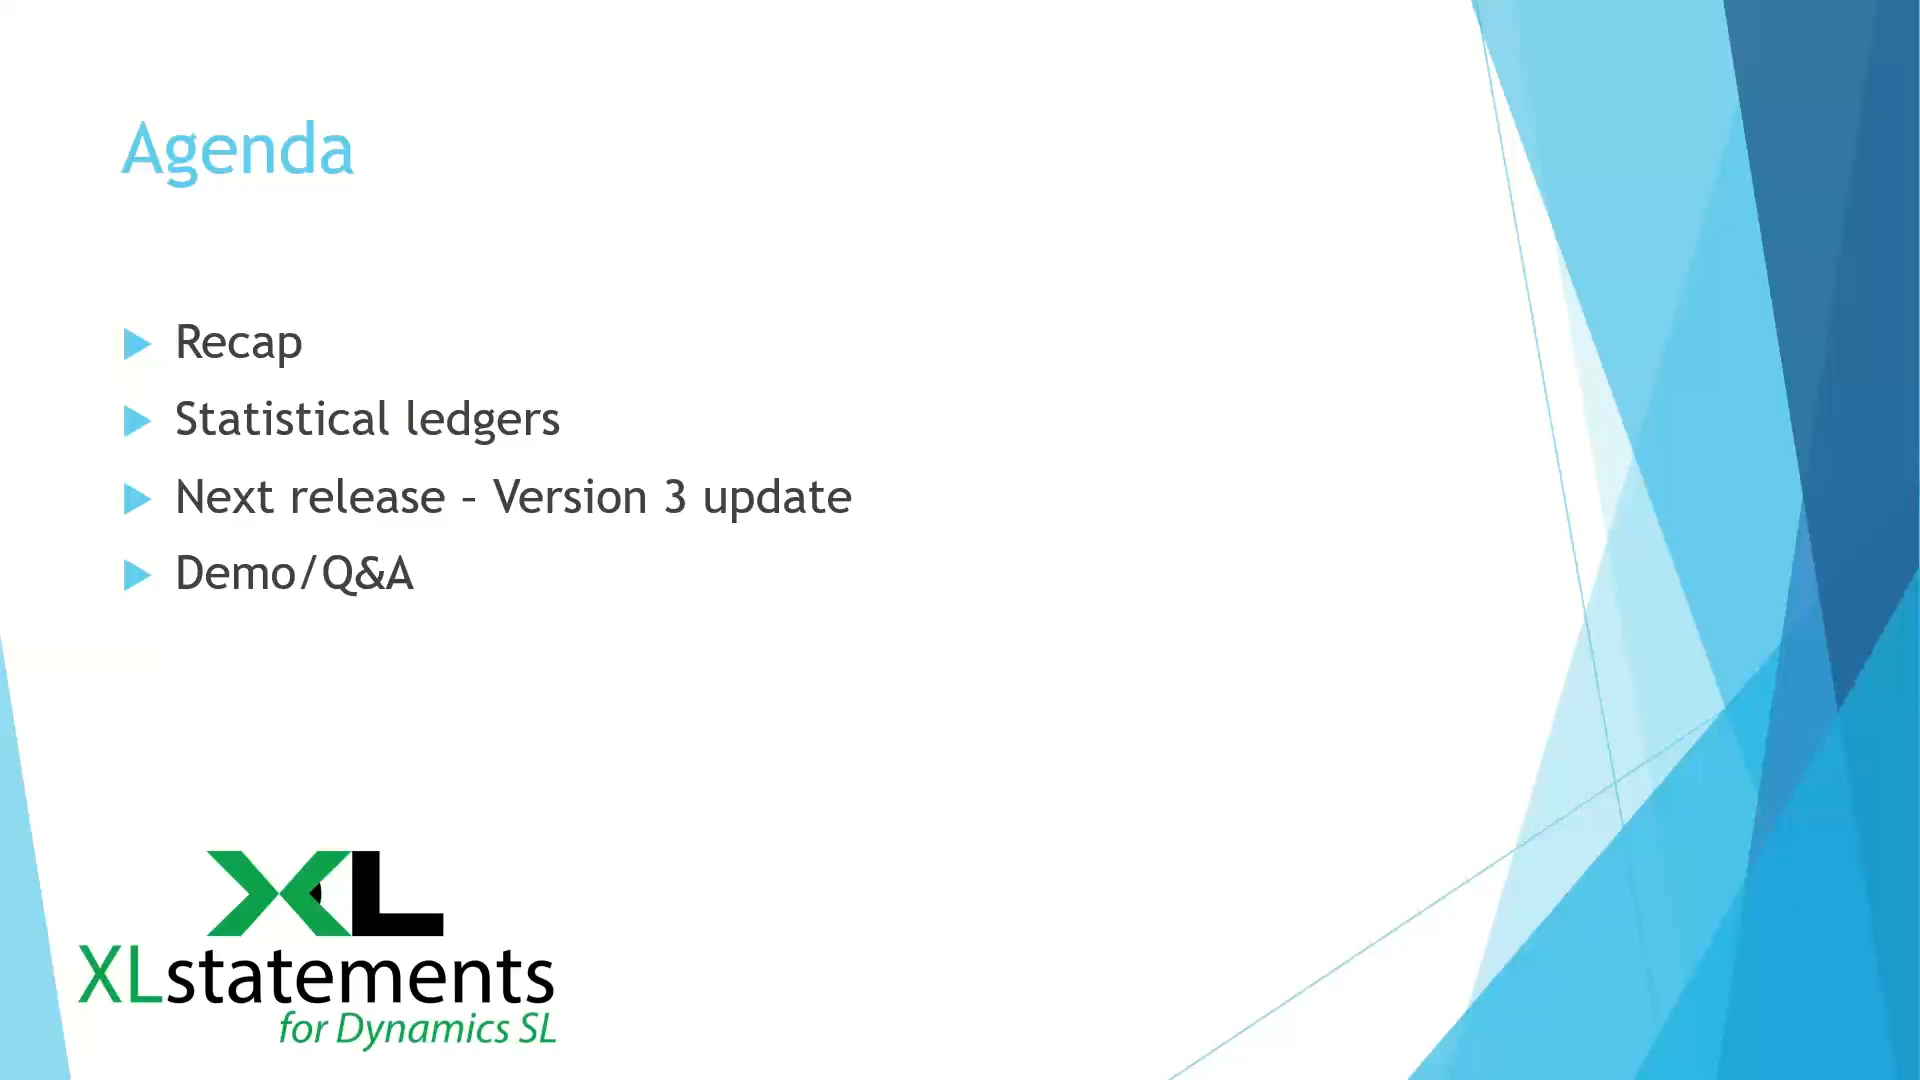 Agenda
Recap
Statistical ledgers
Next release – Version 3 update
Demo/Q&A
XL
XLstatements
for Dynamics SL